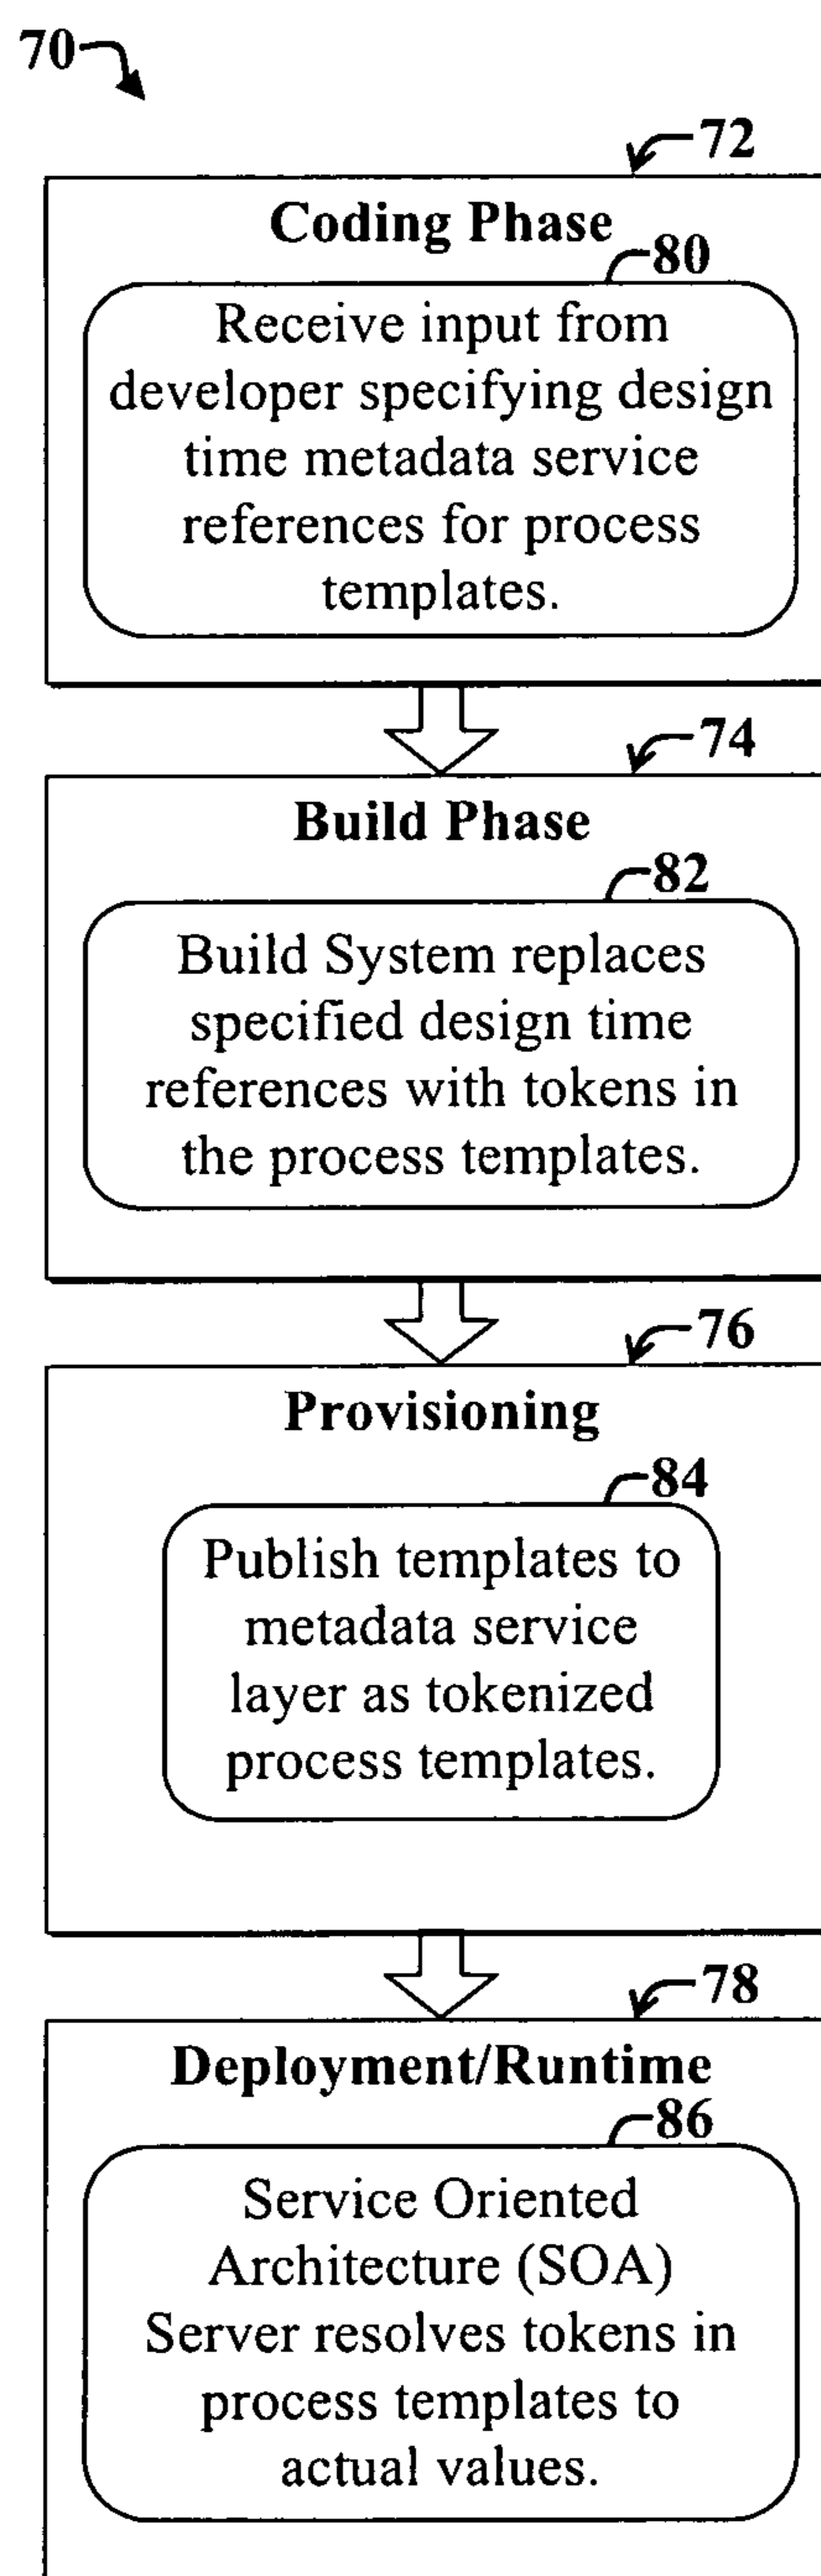 70
72
Coding Phase
80
Receive input from
developer specifying design
time metadata service
references for process
templates.
74
Build Phase
82
Build System replaces
specified design time
references with tokens in
the process templates.
76
Provisioning
84
Publish templates to
metadata service
layer as tokenized
process templates.
78
Deployment/Runtime
86
Service Oriented
Architecture (SOA)
Server resolves tokens in
process templates to
actual values.